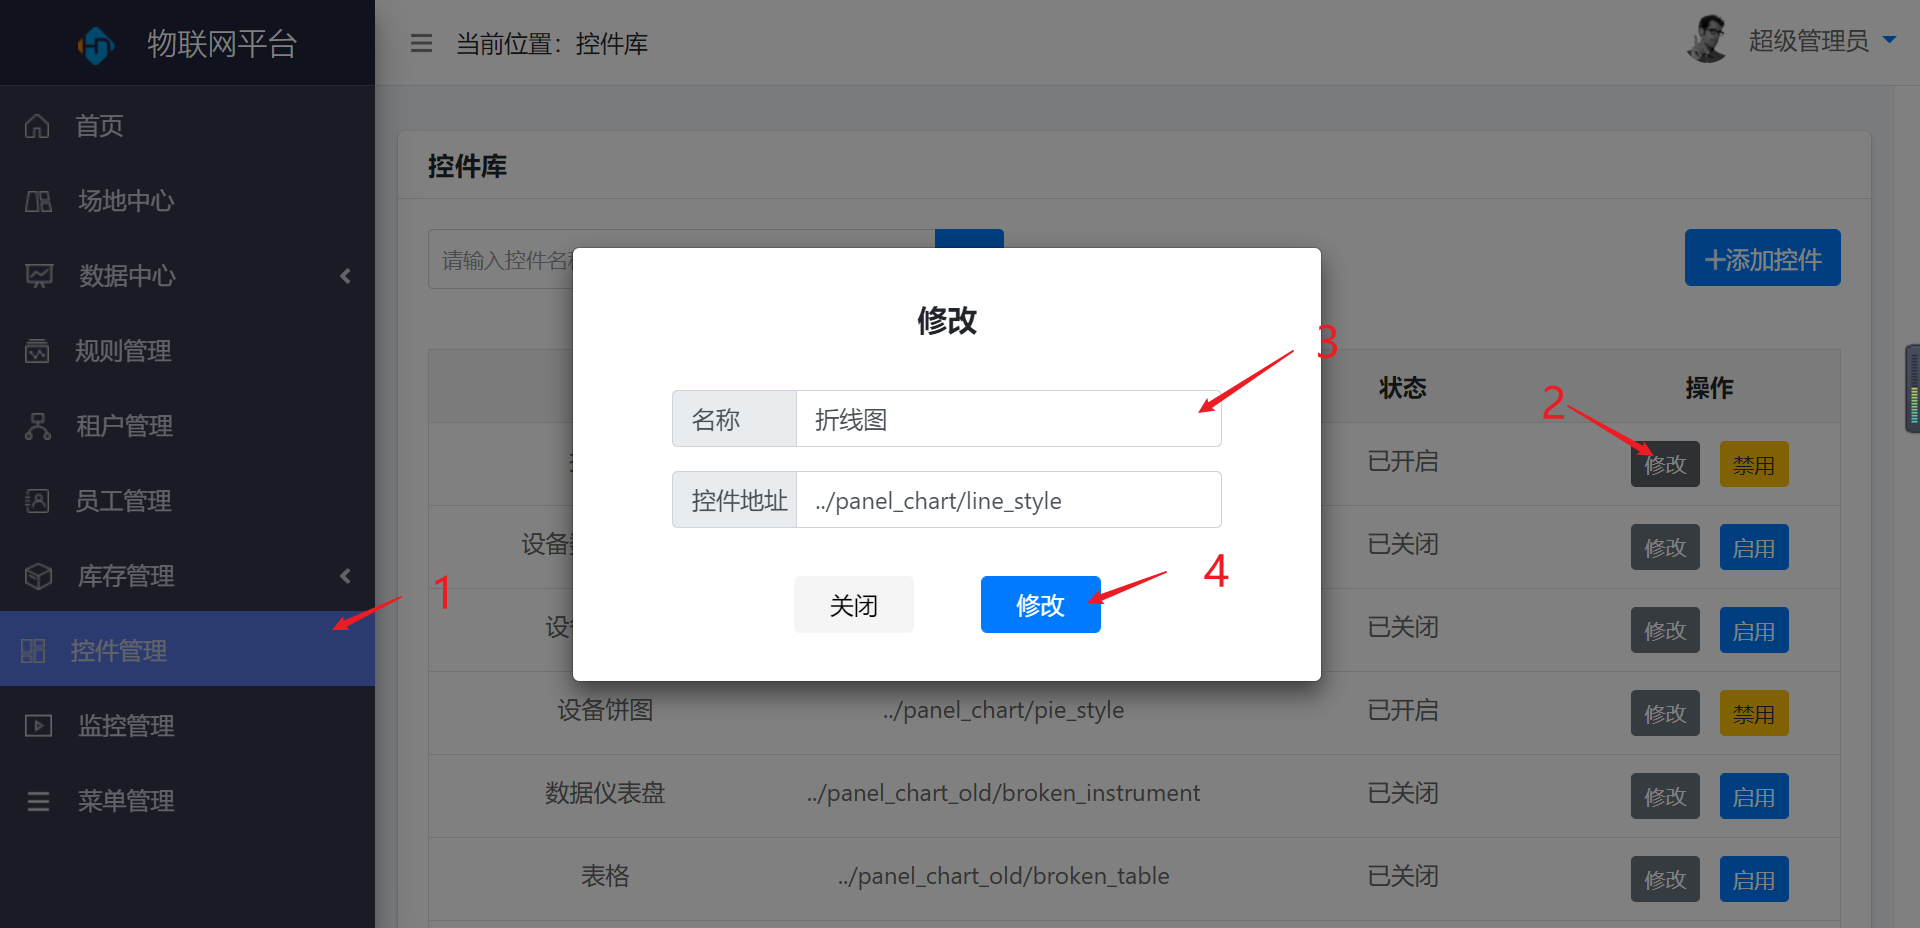 物联网平台
当前位置：控件库
超级管理员
首页
场地中心
数据中心
规则管理
租户管理
员工管理
库存管理
控件管理
监控管理
菜单管理
控件库
请输入控件名
添加控件
状态
操作
已开启
修改
禁用
设备
已关闭
修改
启用
设
已关闭
修改
启用
设备饼图
../panel_chart/pie_style
已开启
修改
禁用
数据仪表盘
../panel_chart_old/broken_instrument
已关闭
修改
启用
表格
../panel_chart_old/broken_table
已关闭
修改
启用
修改
名称
折线图
控件地址
../panel_chart/line_style
关闭
修改
1
2
3
4